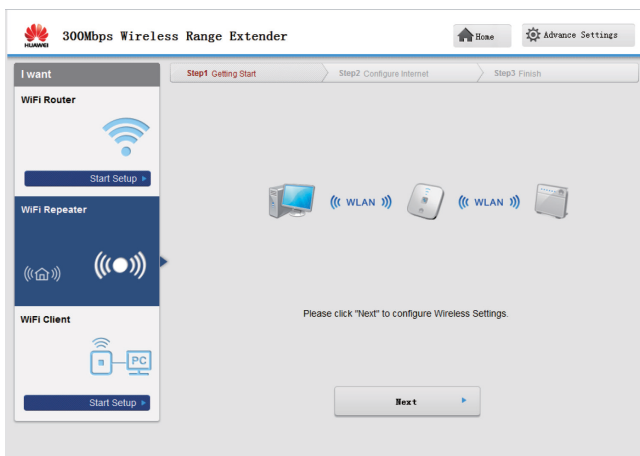 HUAWEI
300Mbps Wireless Range Extender
Home
Advance Settings
I want
Step1 Getting Start
Step2 Configure Internet
Step3 Finish
WiFi Router
Start Setup
WiFi Repeater
WiFi Client
PC
Start Setup
((( WLAN )))
((( WLAN )))
Please click "Next" to configure Wireless Settings.
Next